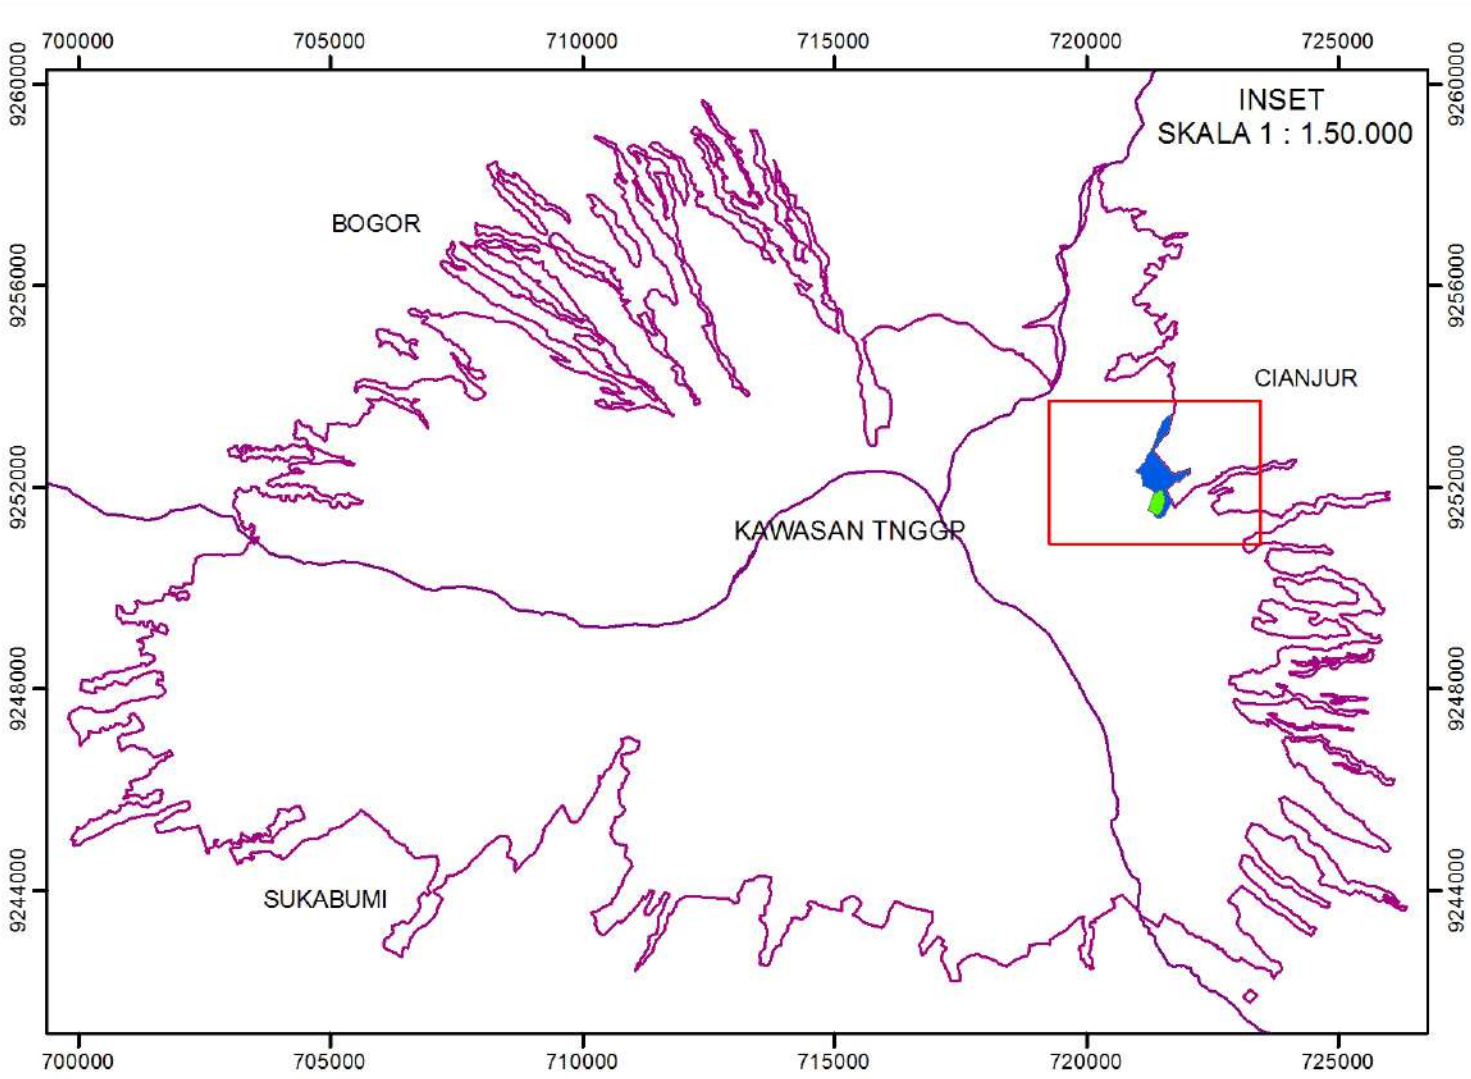 700000 705000 710000 715000 720000 725000
9260000 9260000
INSET
SKALA 1 : 1.50.000
BOGOR
9256000 9256000
CIANJUR
9252000 9252000
KAWASAN TNGGP
9248000 9248000
SUKABUMI
9244000 9244000
700000 705000 710000 715000 720000 725000